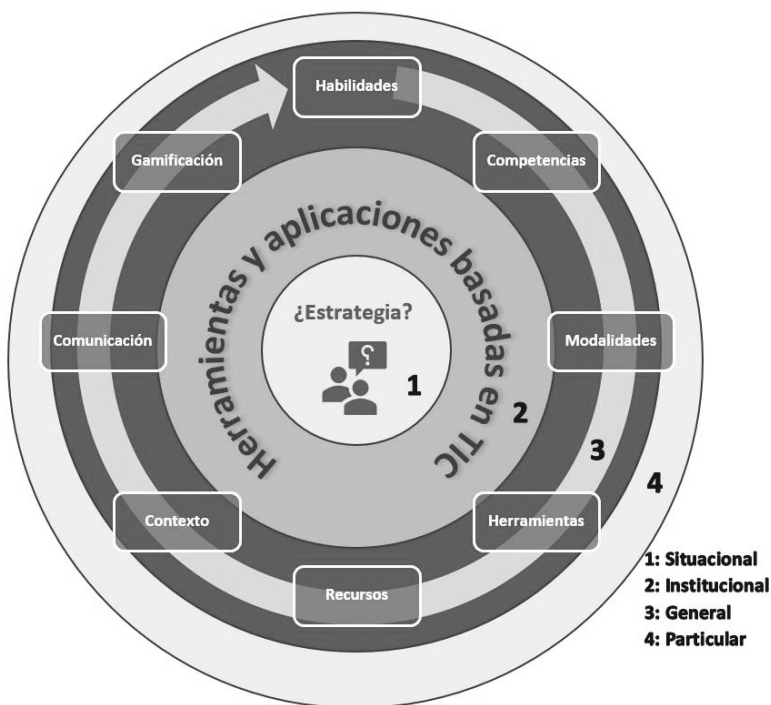 Habilidades
Gamificación
Competencias
Herramientas y aplicaciones basadas en TIC
¿Estrategia?
?
1
Comunicación
Modalidades
2
3
4
Contexto
Herramientas
Recursos
1: Situacional
2: Institucional
3: General
4: Particular